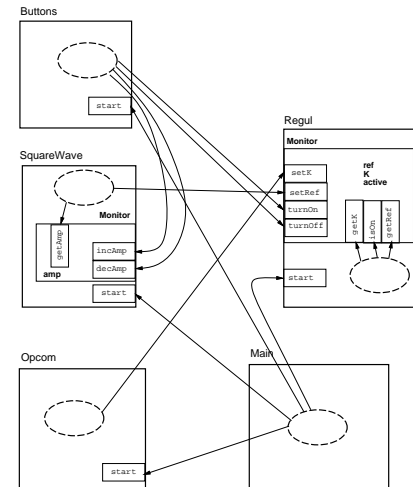 Buttons
start
Regul
Monitor
ref
K
active
setK
setRef
turnOn
turnOff
getK
isOn
getRef
start
SquareWave
Monitor
getAmp
incAmp
decAmp
amp
start
Opcom
start
Main